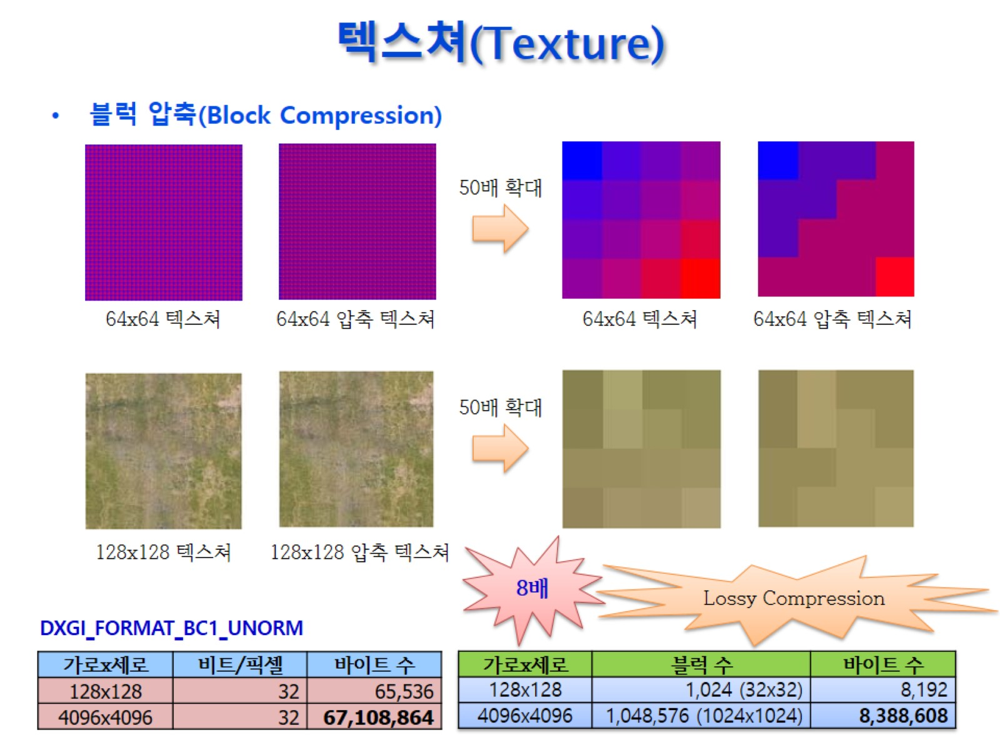 텍스쳐(Texture)
• 블럭 압축(Block Compression)
50배 확대
64x64 텍스쳐
64x64 압축 텍스쳐
64x64 텍스쳐
64x64 압축 텍스쳐
50배 확대
128x128 텍스쳐
128x128 압축 텍스쳐
8배
Lossy Compression
DXGI_FORMAT_BC1_UNORM
가로x세로 비트/픽셀 바이트 수
128x128 32 65,536
4096x4096 32 67,108,864
가로x세로 블럭 수 바이트 수
128x128 1,024 (32x32) 8,192
4096x4096 1,048,576 (1024x1024) 8,388,608